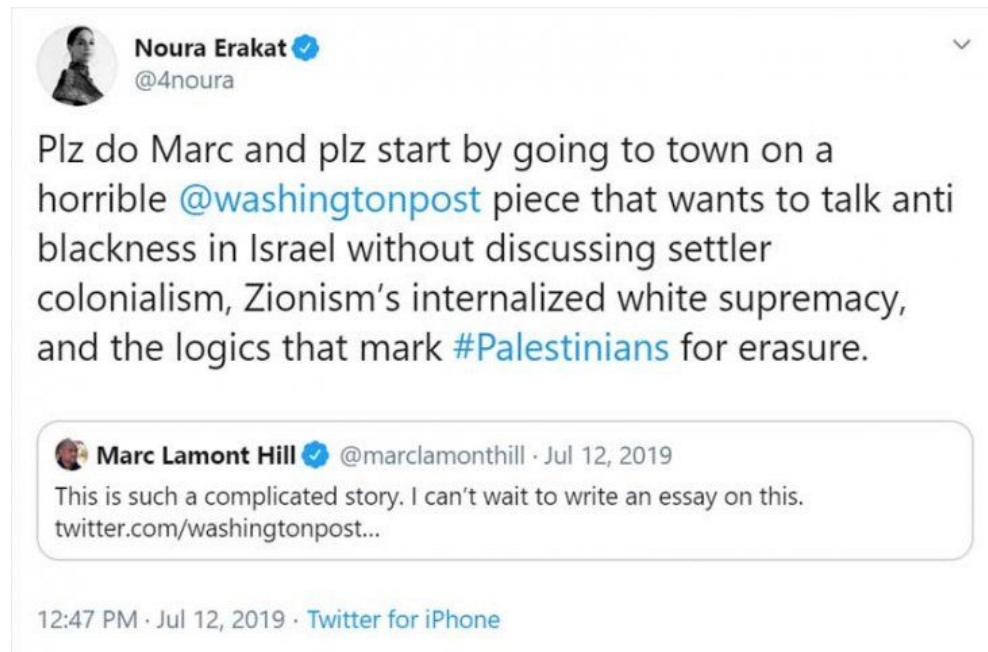 Noura Erakat
@4noura
Plz do Marc and plz start by going to town on a
horrible @washingtonpost piece that wants to talk anti
blackness in Israel without discussing settler
colonialism, Zionism's internalized white supremacy,
and the logics that mark #Palestinians for erasure.
Marc Lamont Hill @marclamonthill · Jul 12, 2019
This is such a complicated story. I can't wait to write an essay on this.
twitter.com/washingtonpost...
12:47 PM · Jul 12, 2019 · Twitter for iPhone